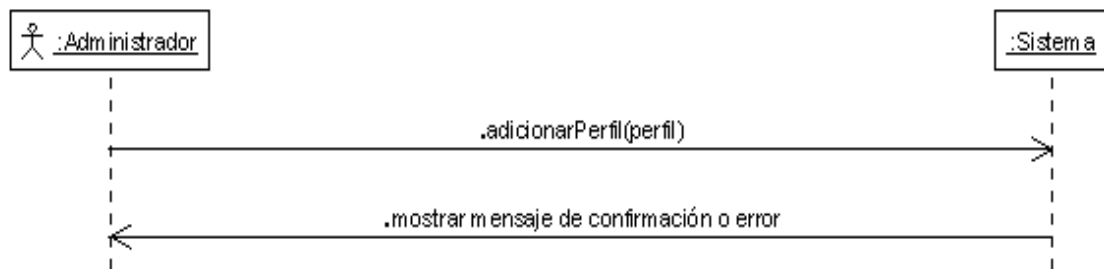 :Administrador
:Sistema
.adicionarPerfil(perfil)
.mostrar mensaje de confirmación o error